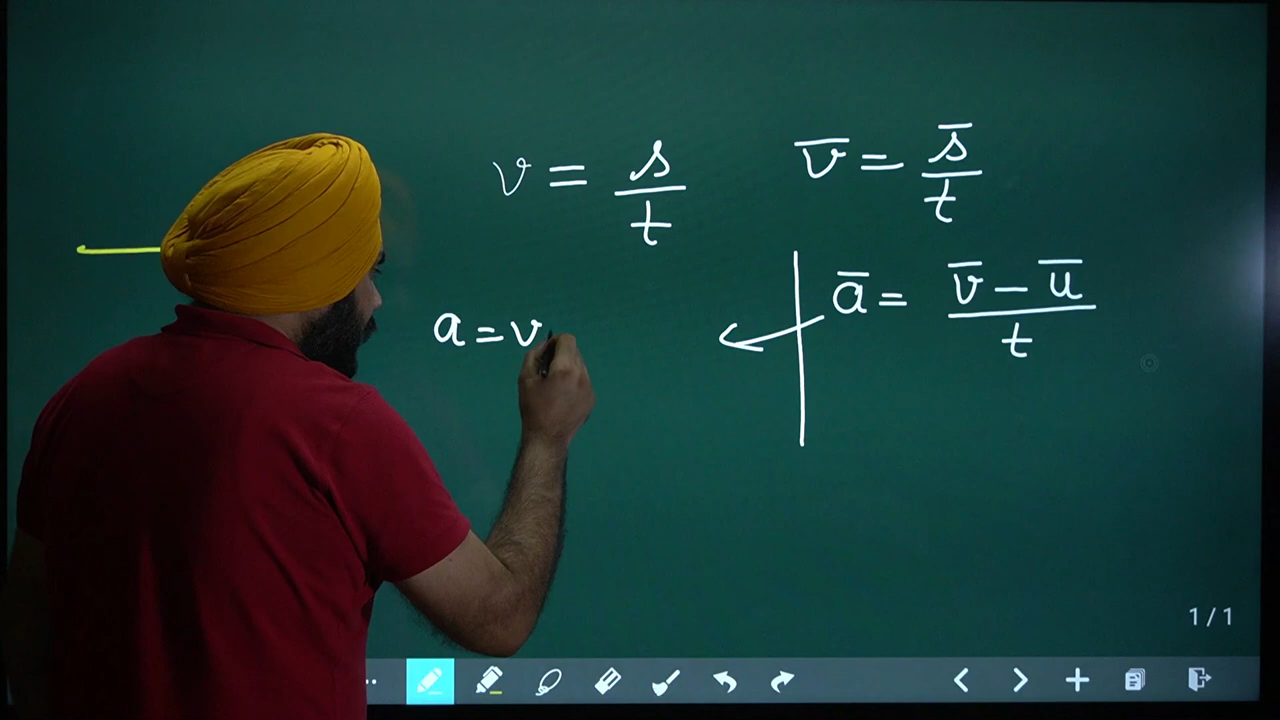 v = s/t
v̅ = s̅/t
a̅ = (v̅ – u̅)/t
a = v
1 / 1